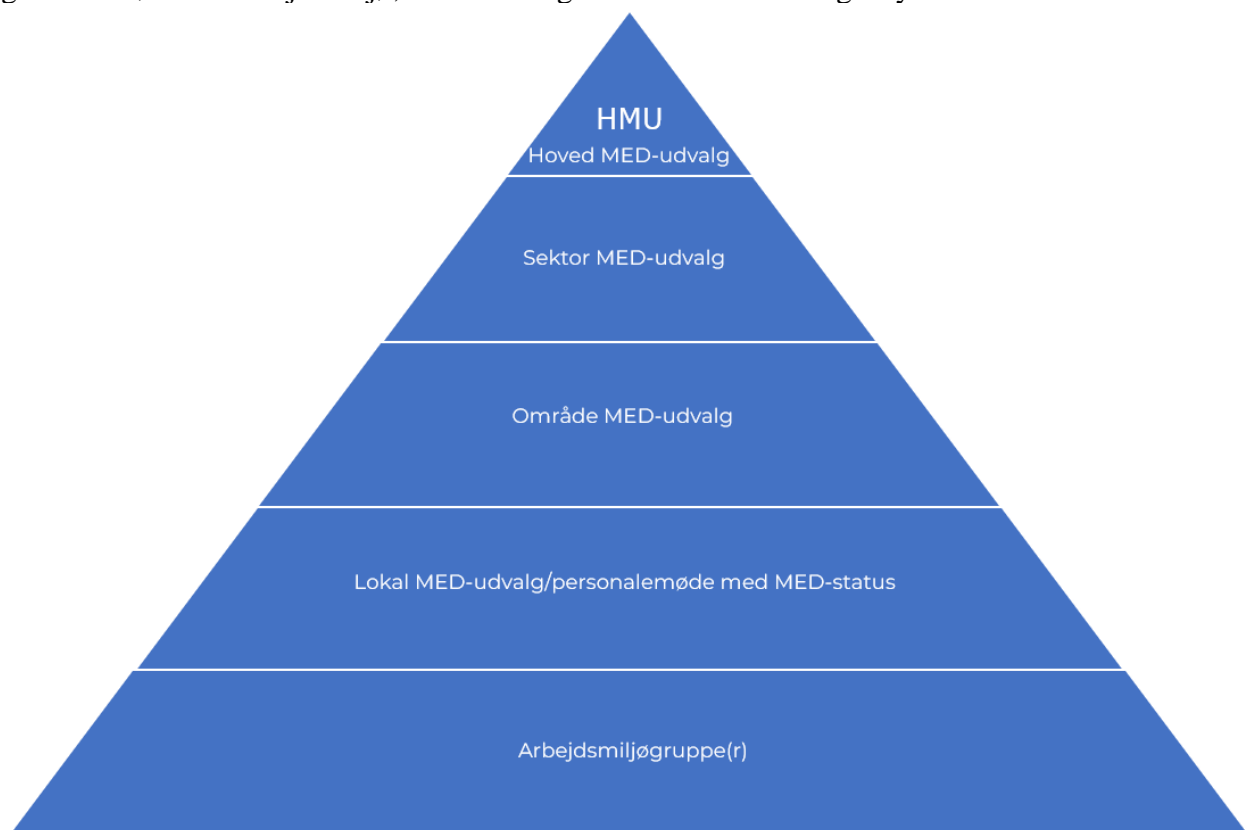 HMU
Hoved MED-udvalg
Sektor MED-udvalg
Område MED-udvalg
Lokal MED-udvalg/personalemøde med MED-status
Arbejdsmiljøgruppe(r)